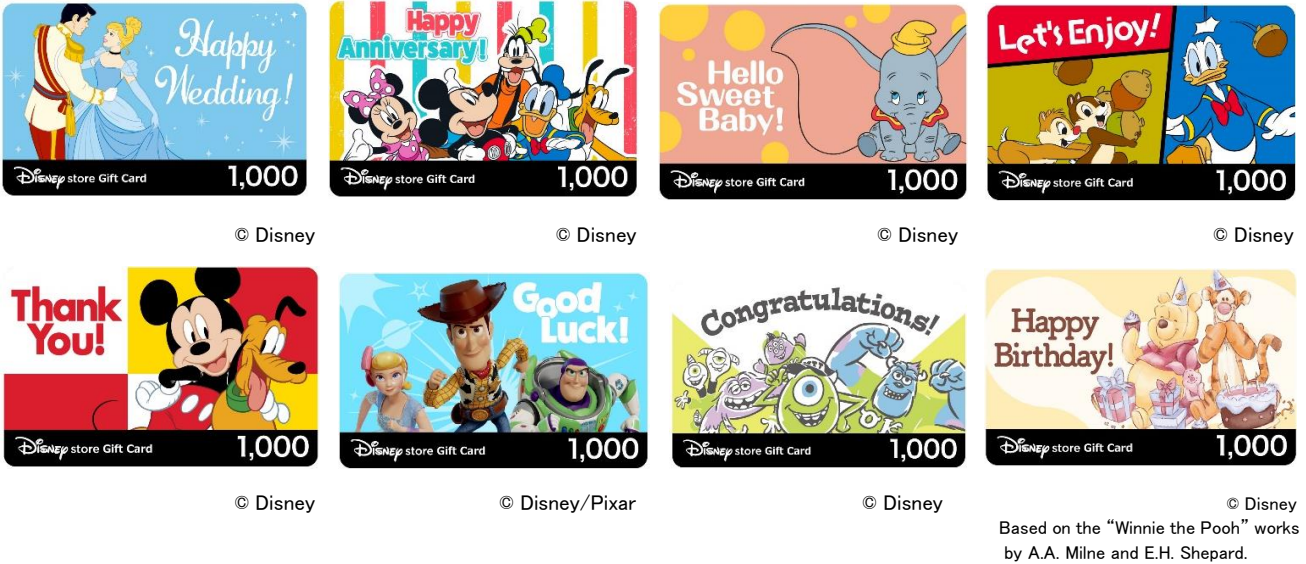 Happy
Wedding!
Disney store Gift Card 1,000
© Disney
Happy
Anniversary!
Disney store Gift Card 1,000
© Disney
Hello
Sweet
Baby!
Disney store Gift Card 1,000
© Disney
Let's Enjoy!
Disney store Gift Card 1,000
© Disney
Thank
You!
Disney store Gift Card 1,000
© Disney
Good
Luck!
Disney store Gift Card 1,000
© Disney/Pixar
Congratulations!
OK
Disney store Gift Card 1,000
© Disney
Happy
Birthday!
Disney store Gift Card 1,000
© Disney
Based on the “Winnie the Pooh” works
by A.A. Milne and E.H. Shepard.